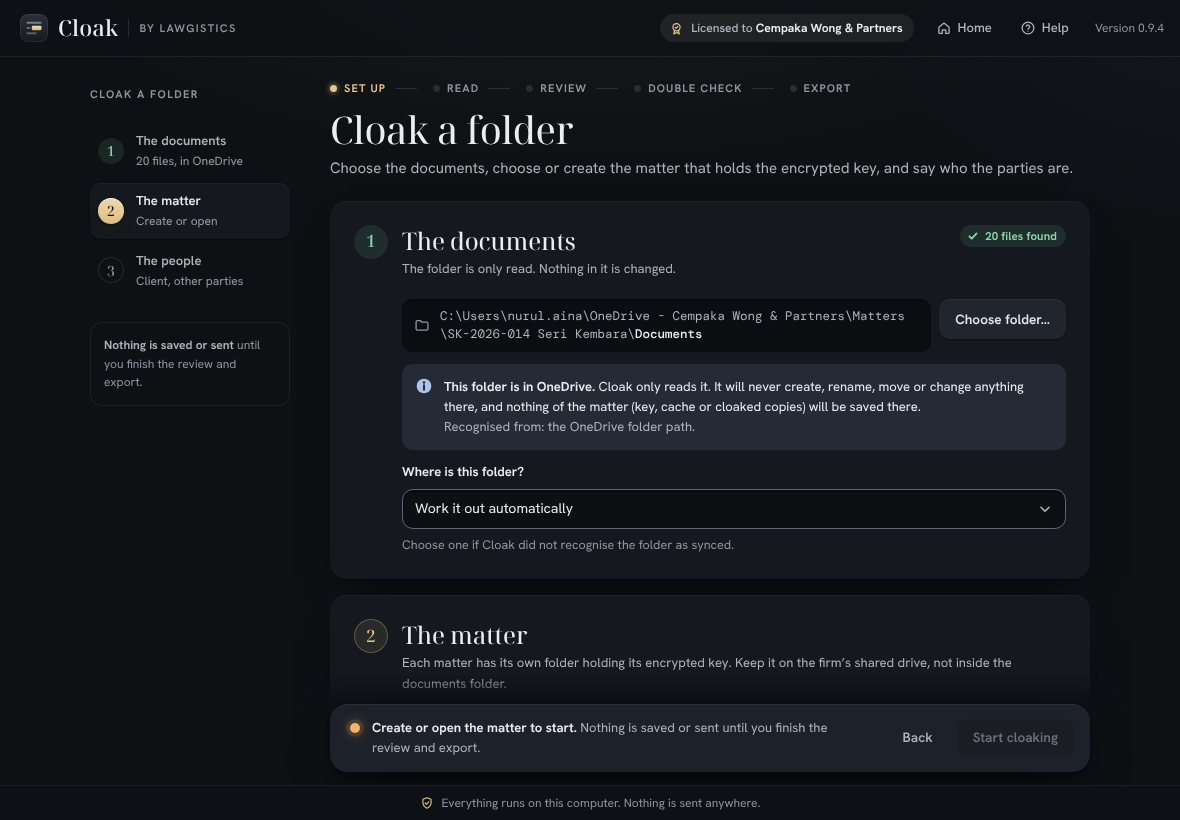 Cloak
BY LAWGISTICS
Licensed to Cempaka Wong & Partners
Home
Help
Version 0.9.4
CLOAK A FOLDER
1
The documents
20 files, in OneDrive
2
The matter
Create or open
3
The people
Client, other parties
Nothing is saved or sent until
you finish the review and
export.
SET UP
READ
REVIEW
DOUBLE CHECK
EXPORT
Cloak a folder
Choose the documents, choose or create the matter that holds the encrypted key, and say who the parties are.
1
The documents
20 files found
The folder is only read. Nothing in it is changed.
C:\Users\nurul.aina\OneDrive - Cempaka Wong & Partners\Matters
\SK-2026-014 Seri Kembara\Documents
Choose folder...
This folder is in OneDrive. Cloak only reads it. It will never create, rename, move or change anything
there, and nothing of the matter (key, cache or cloaked copies) will be saved there.
Recognised from: the OneDrive folder path.
Where is this folder?
Work it out automatically
Choose one if Cloak did not recognise the folder as synced.
2
The matter
Each matter has its own folder holding its encrypted key. Keep it on the firm’s shared drive, not inside the
documents folder.
Create or open the matter to start. Nothing is saved or sent until you finish the
review and export.
Back
Start cloaking
Everything runs on this computer. Nothing is sent anywhere.